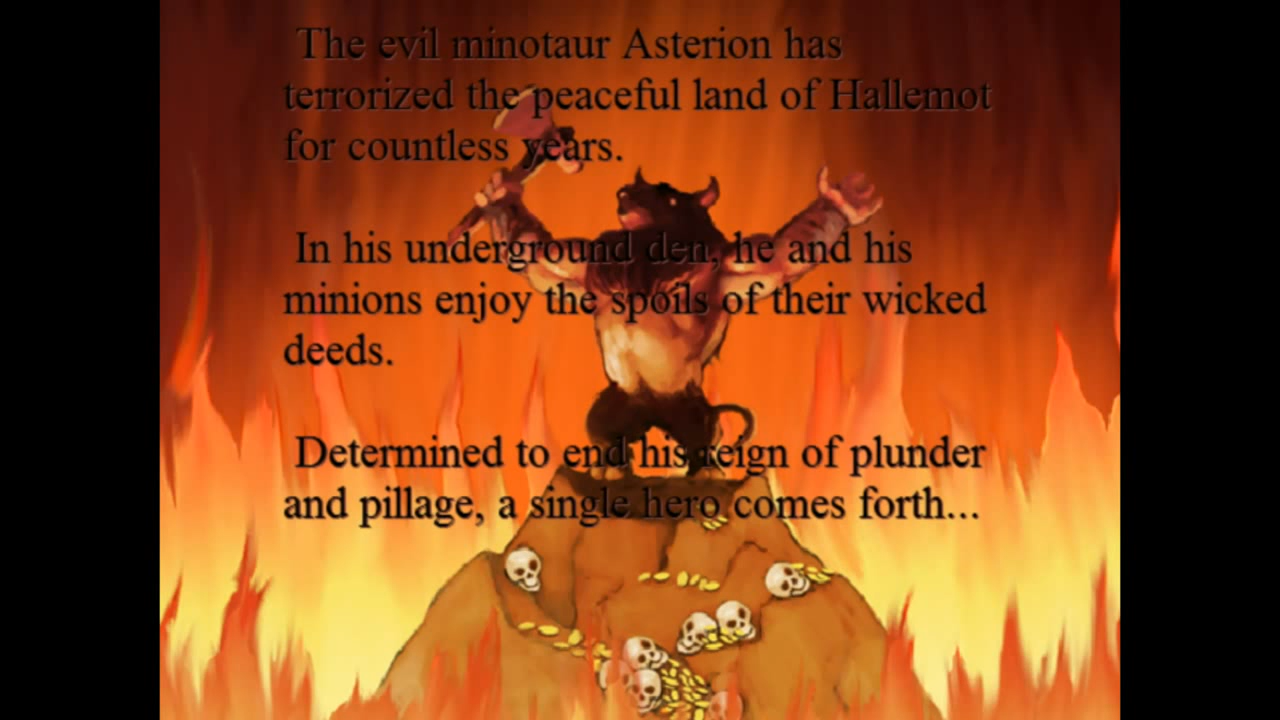 The evil minotaur Asterion has
terrorized the peaceful land of Hallemot
for countless years.
In his underground den, he and his
minions enjoy the spoils of their wicked
deeds.
Determined to end his reign of plunder
and pillage, a single hero comes forth...